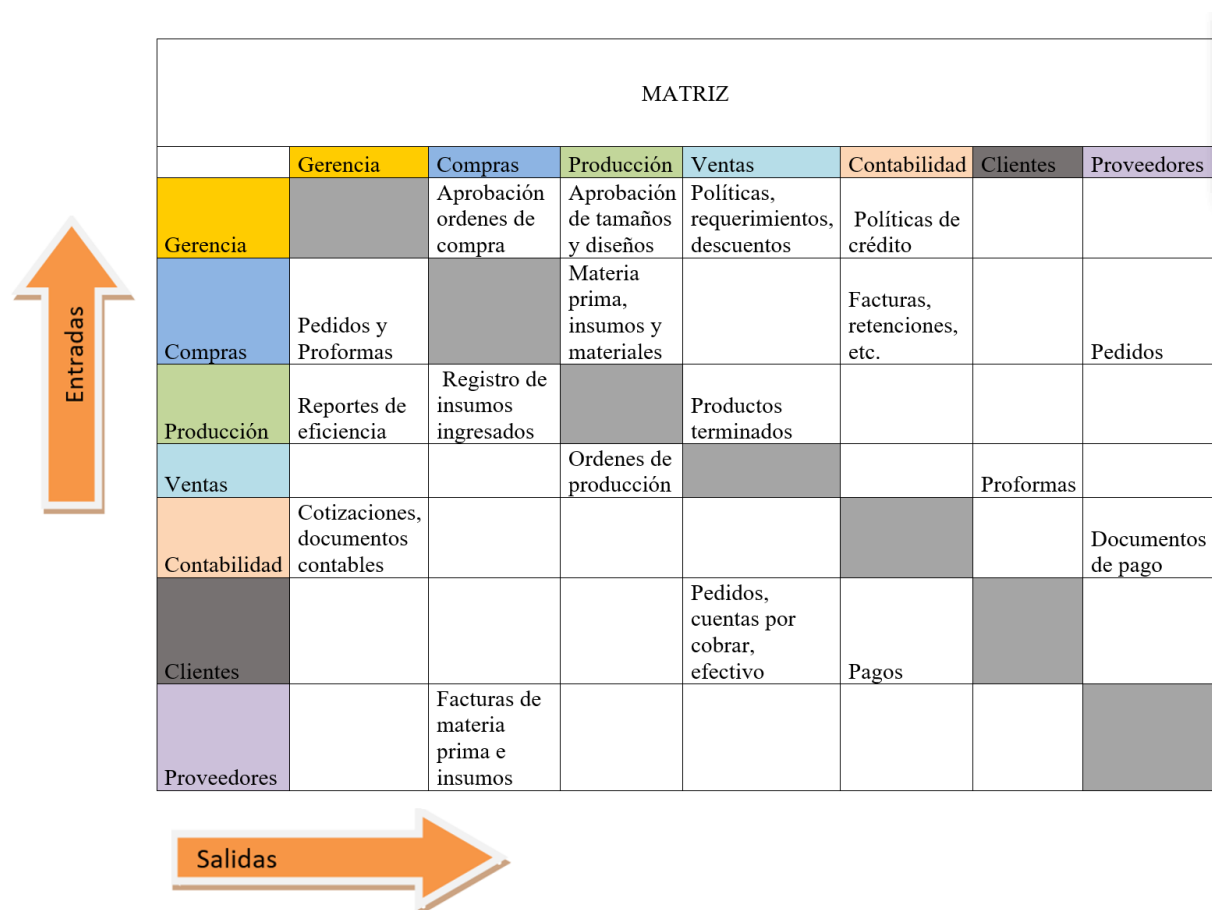 MATRIZ
Gerencia Compras Producción Ventas Contabilidad Clientes Proveedores
Gerencia
Aprobación
ordenes de
compra
Aprobación
de tamaños
y diseños
Políticas,
requerimientos,
descuentos
Políticas de
crédito
Compras
Pedidos y
Proformas
Materia
prima,
insumos y
materiales
Facturas,
retenciones,
etc.
Pedidos
Producción
Reportes de
eficiencia
Registro de
insumos
ingresados
Productos
terminados
Ventas
Ordenes de
producción
Proformas
Contabilidad
Cotizaciones,
documentos
contables
Documentos
de pago
Clientes
Pedidos,
cuentas por
cobrar,
efectivo
Pagos
Proveedores
Facturas de
materia
prima e
insumos
Entradas
Salidas